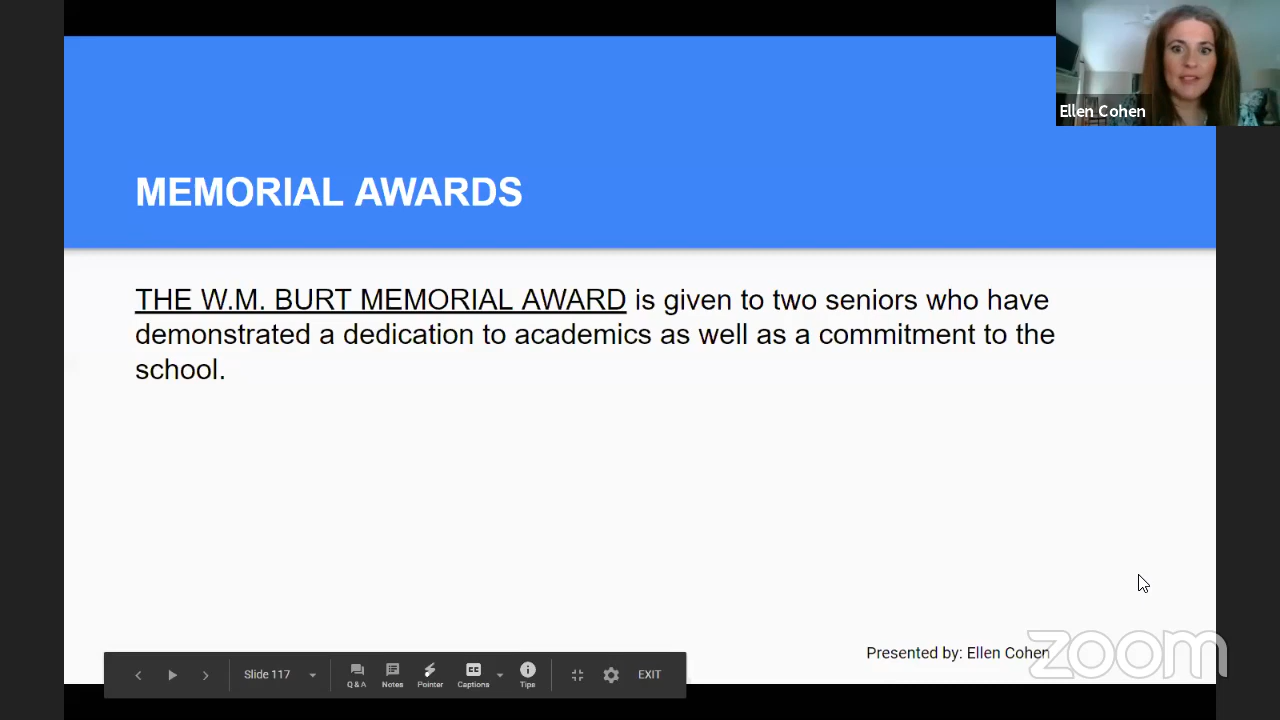 Ellen Cohen
MEMORIAL AWARDS
THE W.M. BURT MEMORIAL AWARD is given to two seniors who have
demonstrated a dedication to academics as well as a commitment to the
school.
Presented by: Ellen Cohen
zoom
Slide 117
Q & A
Notes
Pointer
CC
Captions
Tips
EXIT